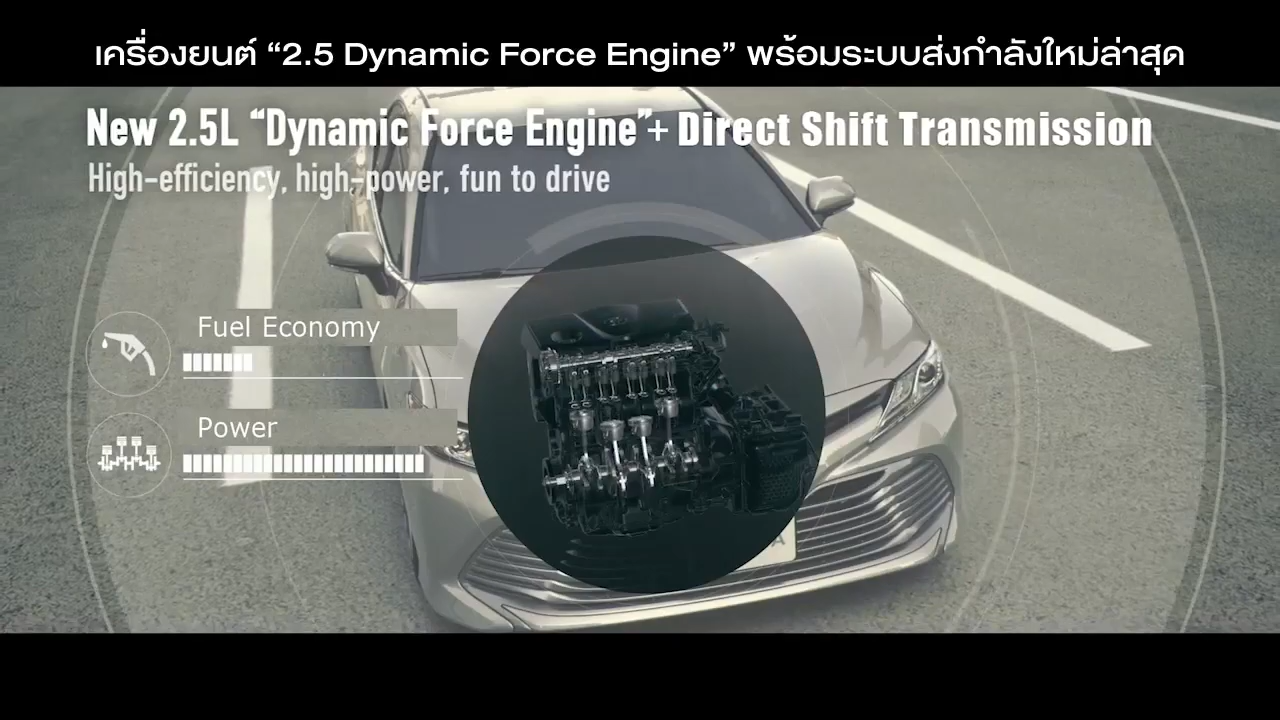 เครื่องยนต์ “2.5 Dynamic Force Engine” พร้อมระบบส่งกำลังใหม่ล่าสุด
New 2.5L “Dynamic Force Engine”+ Direct Shift Transmission
High-efficiency, high-power, fun to drive
Fuel Economy
Power